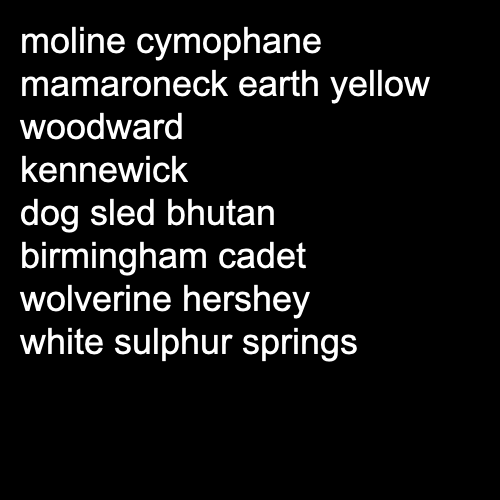 moline cymophane
mamaroneck earth yellow
woodward
kennewick
dog sled bhutan
birmingham cadet
wolverine hershey
white sulphur springs